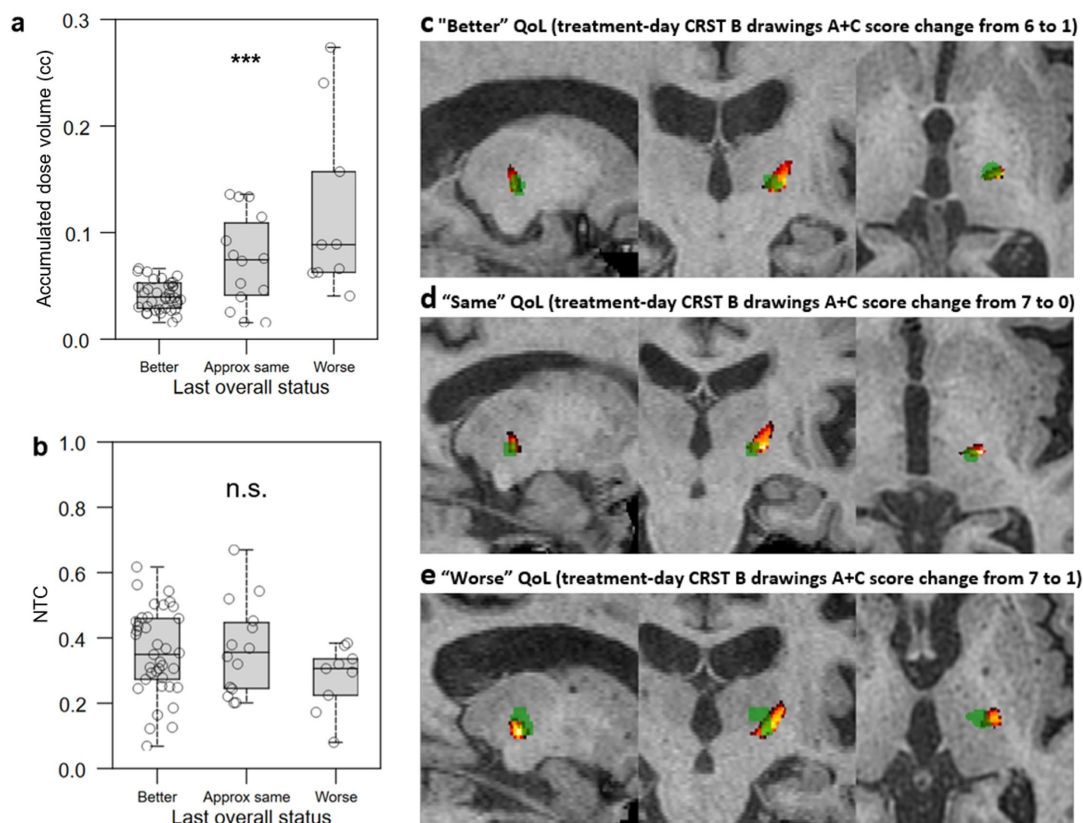 a
Accumulated dose volume (cc)
0.3
0.2
0.1
0.0
***
Better
Approx same
Worse
Last overall status
b
NTC
1.0
0.8
0.6
0.4
0.2
0.0
n.s.
Better
Approx same
Worse
Last overall status
c "Better” QoL (treatment-day CRST B drawings A+C score change from 6 to 1)
d “Same” QoL (treatment-day CRST B drawings A+C score change from 7 to 0)
e “Worse” QoL (treatment-day CRST B drawings A+C score change from 7 to 1)